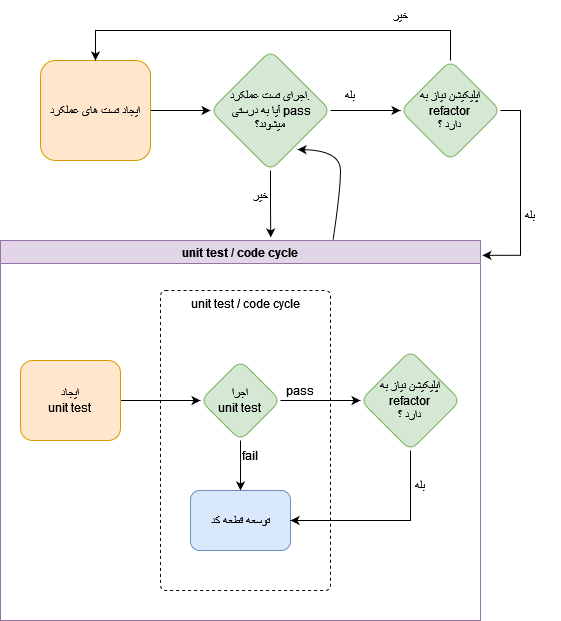 خیر
ایجاد تست های عملکرد
اجرای تست عملکرد
آیا به درستی pass
میشوند؟
بله
اپلیکیشن نیاز به
refactor
دارد ؟
خیر
بله
unit test / code cycle
unit test / code cycle
ایجاد
unit test
اجرا
unit test
pass
اپلیکیشن نیاز به
refactor
دارد ؟
fail
بله
توسعه قطعه کد